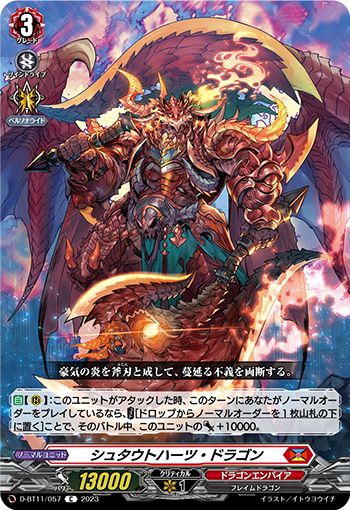 3
グレード
ツインドライブ
ペルソナライド
豪気の炎を斧刃と成して、蔓延る不義を両断する。
自【R】:このユニットがアタックした時、このターンにあなたがノーマルオー
ダーをプレイしているなら、【ドロップからノーマルオーダーを１枚山札の下
に置く】ことで、そのバトル中、このユニットの +10000。
ノーマルユニット
シュタウトハーツ・ドラゴン
パワー 13000
クリティカル
1
ドラゴンエンパイア
フレイムドラゴン
D-BT11/057 C 2023
イラスト/イトウヨウイチ